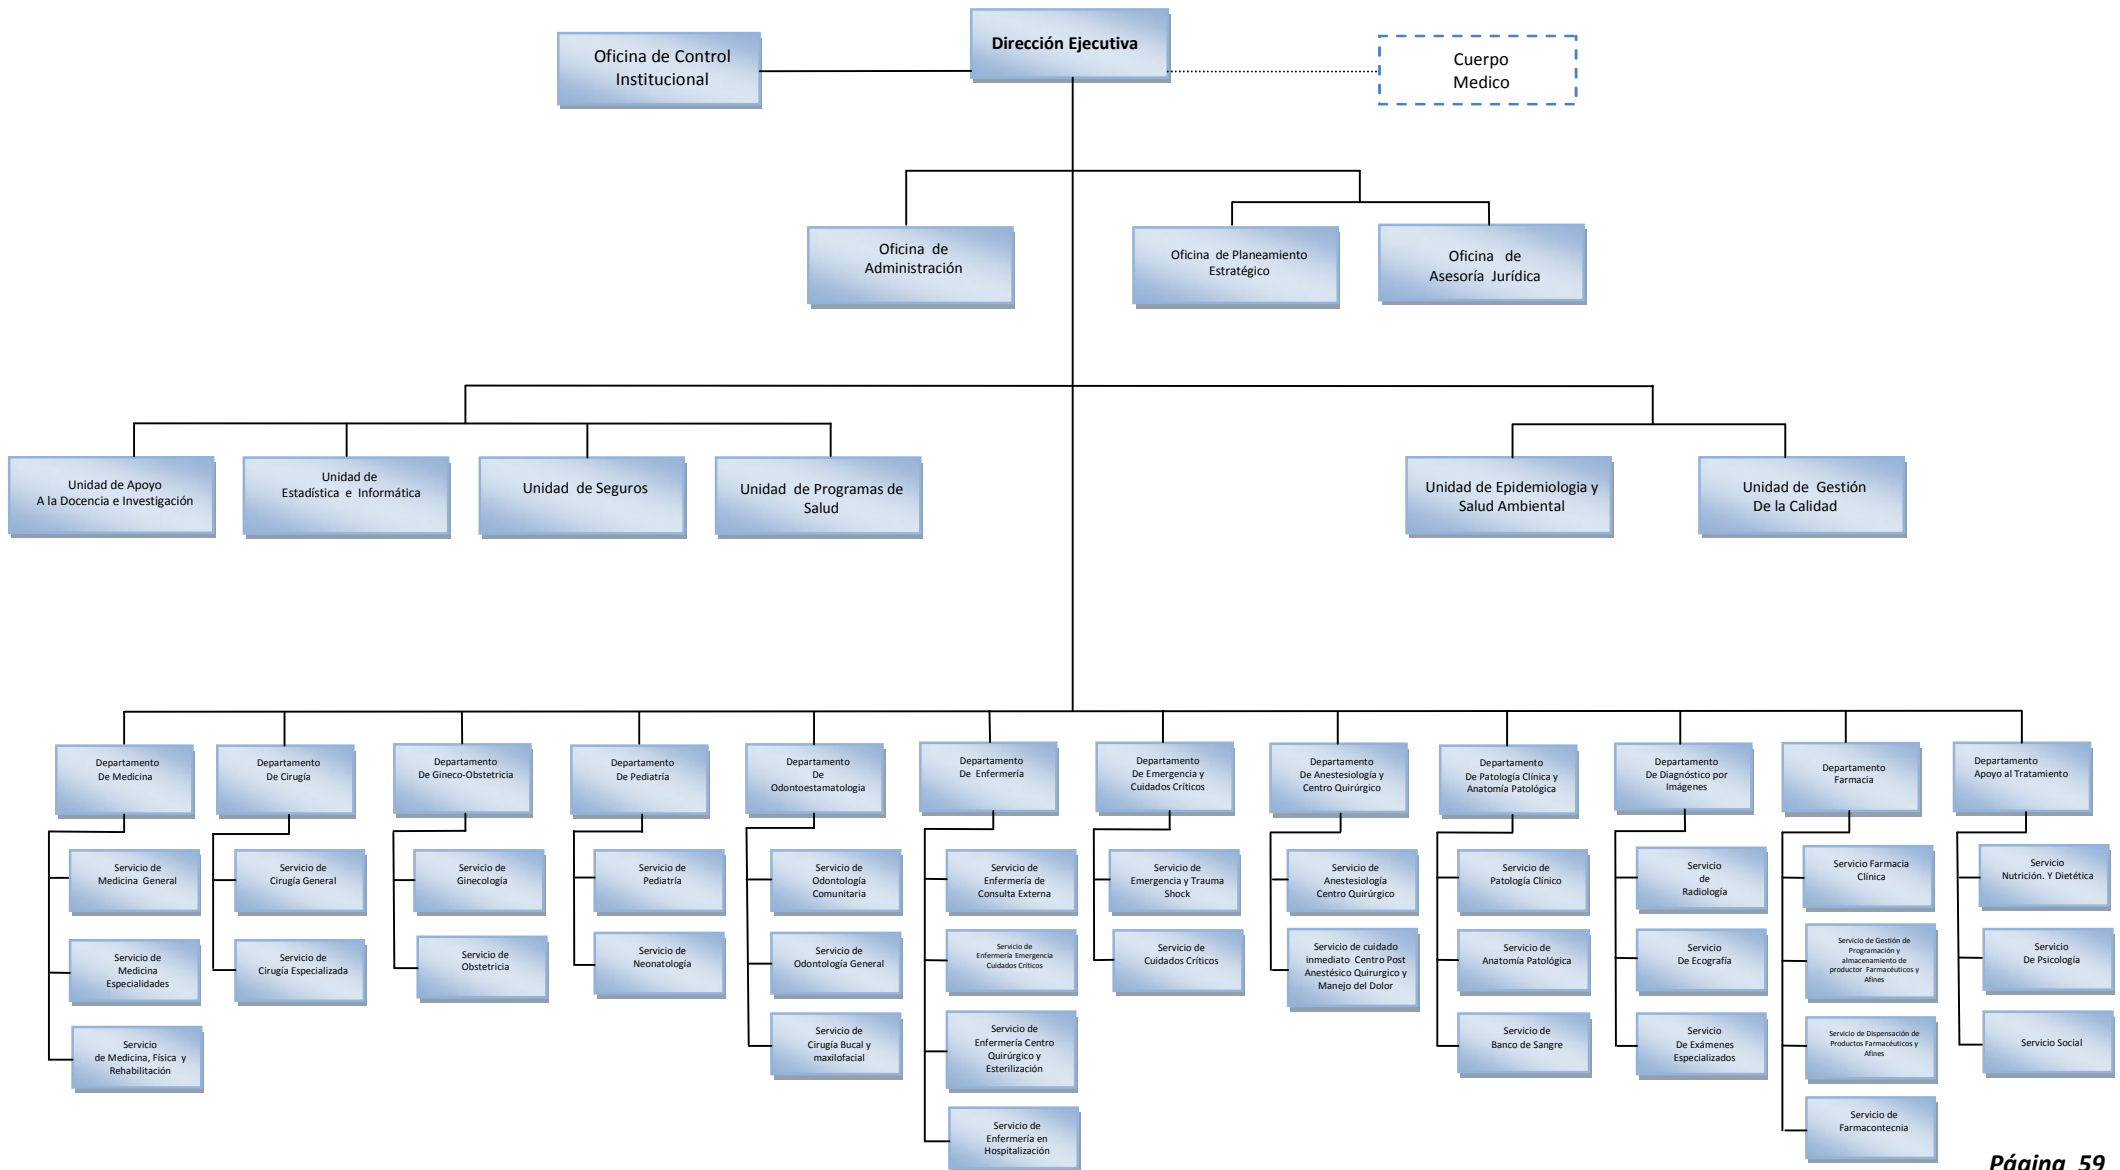 Dirección Ejecutiva
Oficina de Control
Institucional
Cuerpo
Medico
Oficina de
Administración
Oficina de Planeamiento
Estratégico
Oficina de
Asesoría Jurídica
Unidad de Apoyo
A la Docencia e Investigación
Unidad de
Estadística e Informática
Unidad de Seguros
Unidad de Programas de
Salud
Unidad de Epidemiologia y
Salud Ambiental
Unidad de Gestión
De la Calidad
Departamento
De Medicina
Departamento
De Cirugía
Departamento
De Gineco-Obstetricia
Departamento
De Pediatría
Departamento
De
Odontoestamatologia
Departamento
De Enfermería
Departamento
De Emergencia y
Cuidados Críticos
Departamento
De Anestesiología y
Centro Quirúrgico
Departamento
De Patología Clínica y
Anatomía Patológica
Departamento
De Diagnóstico por
Imágenes
Departamento
Farmacia
Departamento
Apoyo al Tratamiento
Servicio de
Medicina General
Servicio de
Cirugía General
Servicio de
Ginecología
Servicio de
Pediatría
Servicio de
Odontología
Comunitaria
Servicio de
Enfermería de
Consulta Externa
Servicio de
Emergencia y Trauma
Shock
Servicio de
Anestesiología
Centro Quirúrgico
Servicio de
Patología Clínico
Servicio
de
Radiología
Servicio Farmacia
Clínica
Servicio
Nutrición. Y Dietética
Servicio de
Medicina
Especialidades
Servicio de
Cirugía Especializada
Servicio de
Obstetricia
Servicio de
Neonatología
Servicio de
Odontología General
Servicio de
Enfermería Emergencia
Cuidados Críticos
Servicio de
Cuidados Críticos
Servicio de cuidado
inmediato Centro Post
Anestésico Quirurgico y
Manejo del Dolor
Servicio de
Anatomía Patológica
Servicio
De Ecografía
Servicio de Gestión de
Programación y
almacenamiento de
productor Farmacéuticos y
Afines
Servicio
De Psicología
Servicio
de Medicina, Física y
Rehabilitación
Servicio de
Cirugía Bucal y
maxilofacial
Servicio de
Enfermería Centro
Quirúrgico y
Esterilización
Servicio de
Banco de Sangre
Servicio
De Exámenes
Especializados
Servicio de Dispensación de
Productos Farmacéuticos y
Afines
Servicio Social
Servicio de
Enfermería en
Hospitalización
Servicio de
Farmacontecnia
Página 59